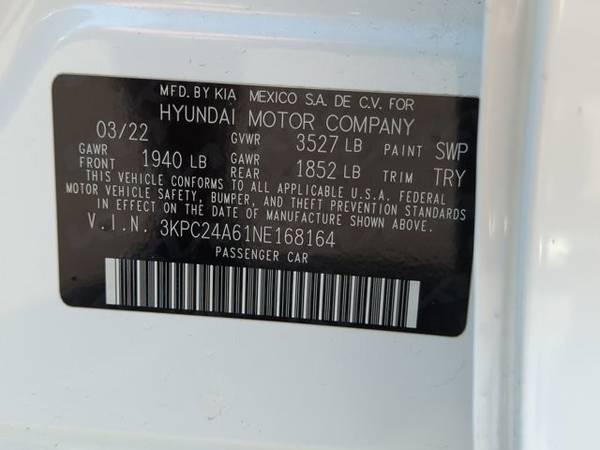 MFD. BY KIA MEXICO S.A. DE C.V. FOR
HYUNDAI MOTOR COMPANY
03/22 GVWR 3527 LB PAINT SWP
GAWR FRONT 1940 LB GAWR REAR 1852 LB TRIM TRY
THIS VEHICLE CONFORMS TO ALL APPLICABLE U.S.A. FEDERAL
MOTOR VEHICLE SAFETY, BUMPER, AND THEFT PREVENTION STANDARDS
IN EFFECT ON THE DATE OF MANUFACTURE SHOWN ABOVE.
V.I.N. 3KPC24A61NE168164
PASSENGER CAR